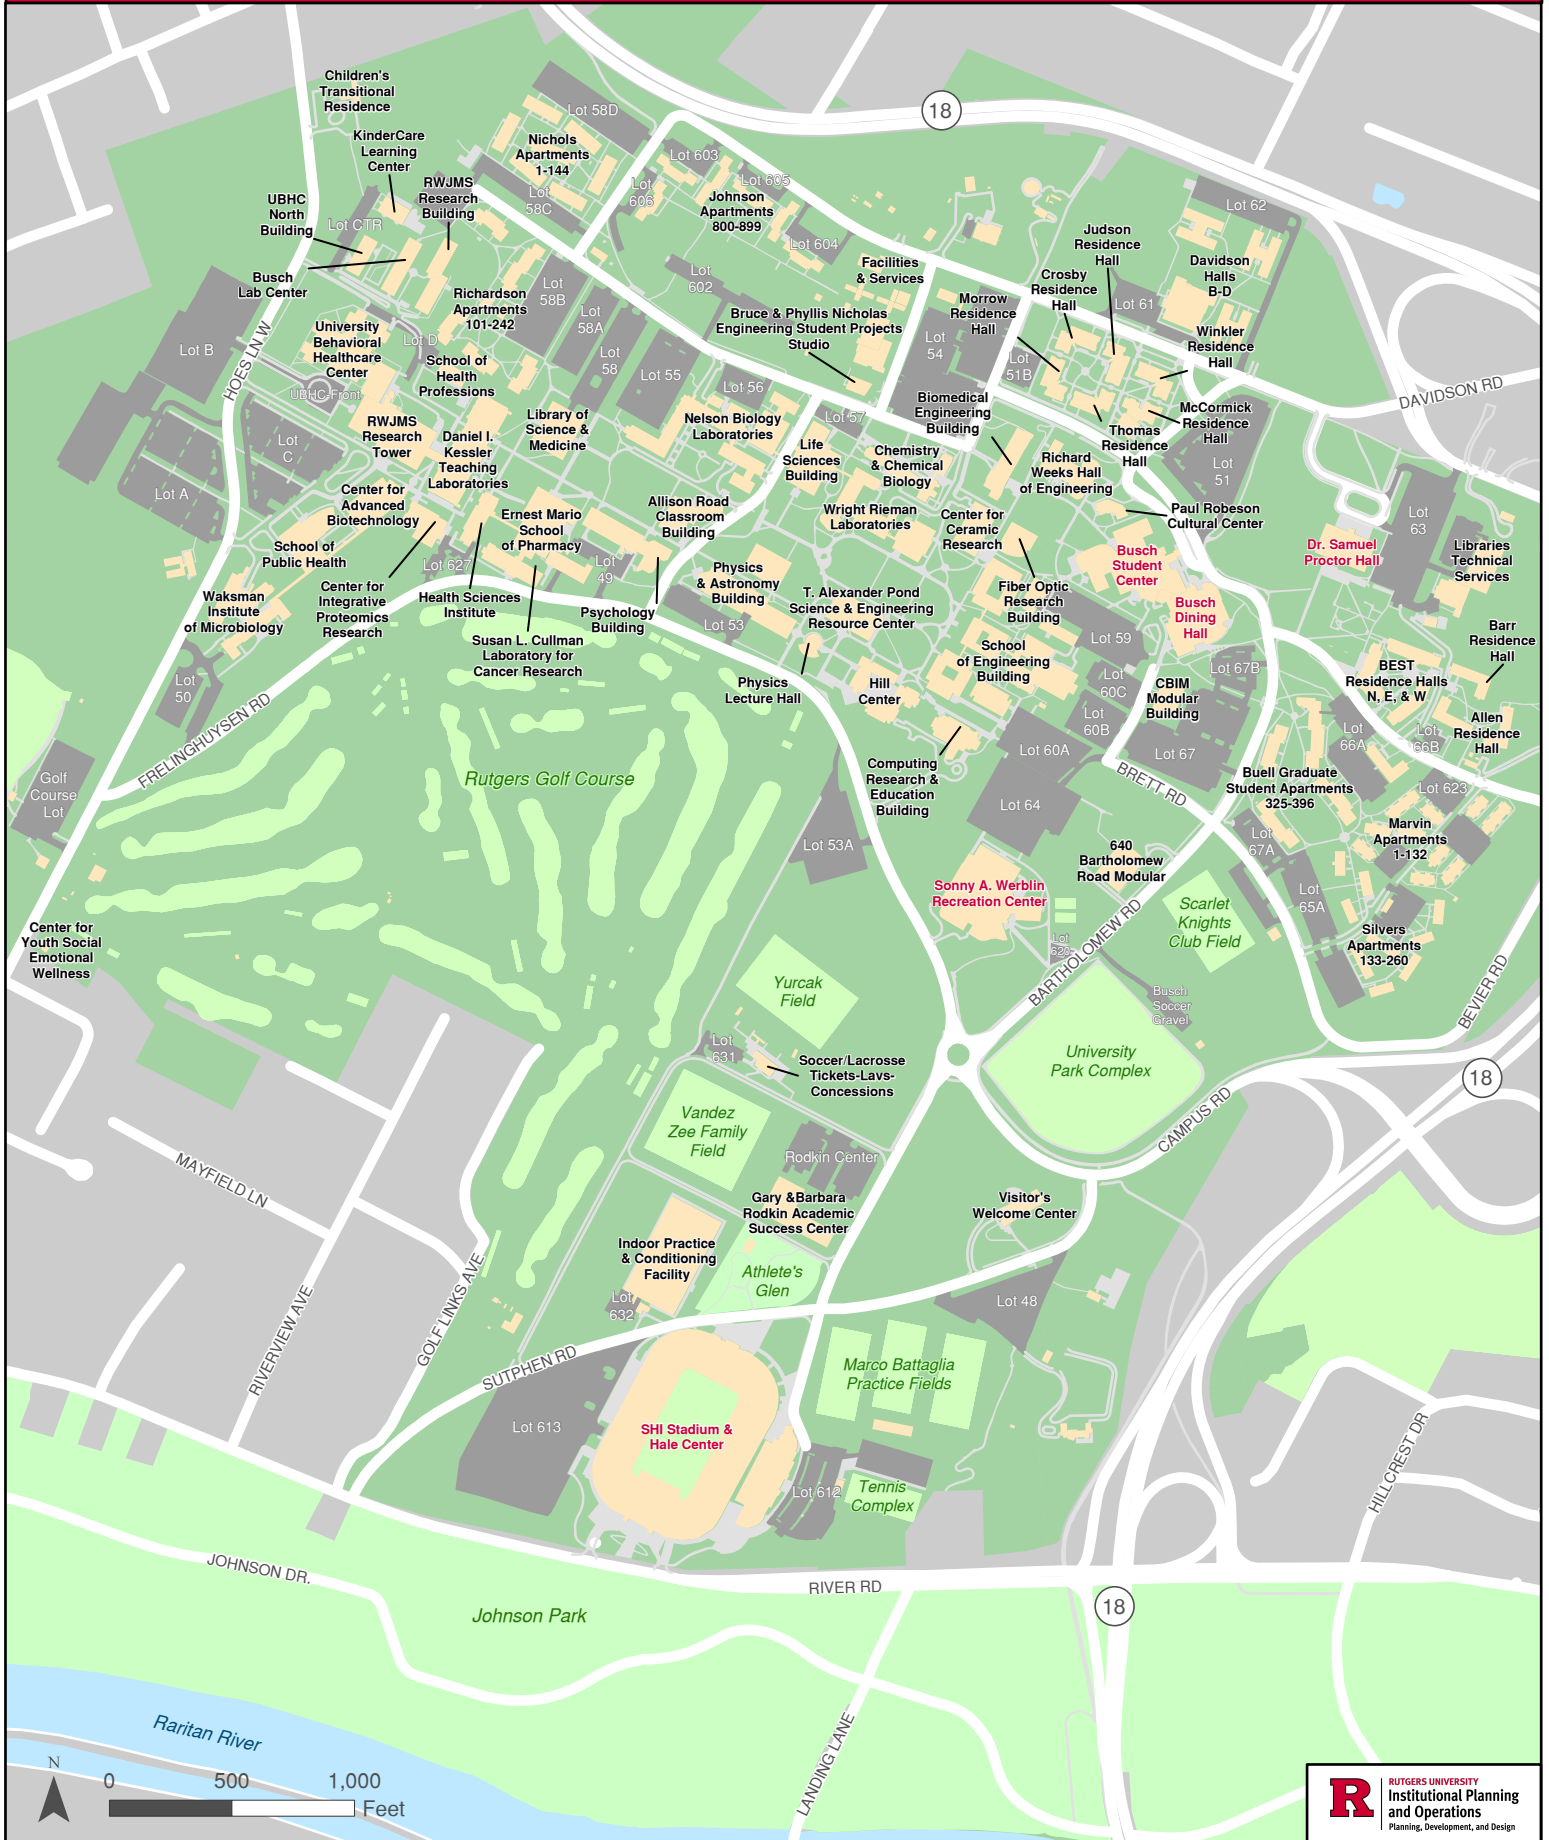 18
Children's
Transitional
Residence
KinderCare
Learning
Center
RWJMS
Research
Building
UBHC
North
Building
Lot CTR
Busch
Lab Center
Nichols
Apartments
1-144
Lot 58D
Lot
58C
Lot
606
Lot 603
Lot 605
Johnson
Apartments
800-899
Lot 604
Lot
602
Facilities
& Services
Bruce & Phyllis Nicholas
Engineering Student Projects
Studio
Judson
Residence
Hall
Crosby
Residence
Hall
Morrow
Residence
Hall
Lot 61
Lot 62
Davidson
Halls
B-D
Winkler
Residence
Hall
McCormick
Residence
Hall
Thomas
Residence
Hall
Lot
54
Lot
51B
Lot
51
DAVIDSON RD
Richardson
Apartments
101-242
Lot
58B
Lot
58A
Lot
58
Lot 55
Lot 56
Lot 57
University
Behavioral
Healthcare
Center
Lot D
UBHC-Front
School of
Health
Professions
Lot B
HOES LN W
Lot
C
Lot A
RWJMS
Research
Tower
Daniel I.
Kessler
Teaching
Laboratories
Library of
Science &
Medicine
Nelson Biology
Laboratories
Life
Sciences
Building
Chemistry
& Chemical
Biology
Biomedical
Engineering
Building
Richard
Weeks Hall
of Engineering
Center for
Advanced
Biotechnology
School of
Public Health
Ernest Mario
School
of Pharmacy
Allison Road
Classroom
Building
Wright Rieman
Laboratories
Center for
Ceramic
Research
Paul Robeson
Cultural Center
Busch
Student
Center
Busch
Dining
Hall
Dr. Samuel
Proctor Hall
Lot
63
Libraries
Technical
Services
Waksman
Institute
of Microbiology
Center for
Integrative
Proteomics
Research
Lot 627
Health Sciences
Institute
Lot
49
Psychology
Building
Susan L. Cullman
Laboratory for
Cancer Research
Physics
& Astronomy
Building
Lot 53
T. Alexander Pond
Science & Engineering
Resource Center
Fiber Optic
Research
Building
Lot 59
School
of Engineering
Building
Physics
Lecture Hall
Hill
Center
Lot
60C
Lot
60B
CBIM
Modular
Building
Lot 67B
Lot 67
Lot 60A
BEST
Residence Halls
N, E, & W
Barr
Residence
Hall
Allen
Residence
Hall
Lot
66A
Lot
66B
Lot 623
Lot
50
FRELINGHUYSEN RD
Golf
Course
Lot
Rutgers Golf Course
Computing
Research &
Education
Building
Lot 64
BRETT RD
Buell Graduate
Student Apartments
325-396
Marvin
Apartments
1-132
Lot
67A
Lot
65A
Silvers
Apartments
133-260
Lot 53A
640
Bartholomew
Road Modular
Sonny A. Werblin
Recreation Center
Scarlet
Knights
Club Field
BARTHOLOMEW RD
Busch
Soccer
Gravel
BEVIER RD
Center for
Youth Social
Emotional
Wellness
Yurcak
Field
Lot
631
Soccer/Lacrosse
Tickets-Lavs-
Concessions
University
Park Complex
CAMPUS RD
18
Vandez
Zee Family
Field
Rodkin Center
Gary &Barbara
Rodkin Academic
Success Center
Visitor's
Welcome Center
MAYFIELD LN
Indoor Practice
& Conditioning
Facility
Athlete's
Glen
Lot
632
Lot 48
RIVERVIEW AVE
GOLF LINKS AVE
SUTPHEN RD
Lot 613
SHI Stadium &
Hale Center
Marco Battaglia
Practice Fields
Lot 612
Tennis
Complex
HILLCREST DR
JOHNSON DR.
RIVER RD
18
Johnson Park
LANDING LANE
Raritan River
N
0 500 1,000
Feet
R
RUTGERS UNIVERSITY
Institutional Planning
and Operations
Planning, Development, and Design